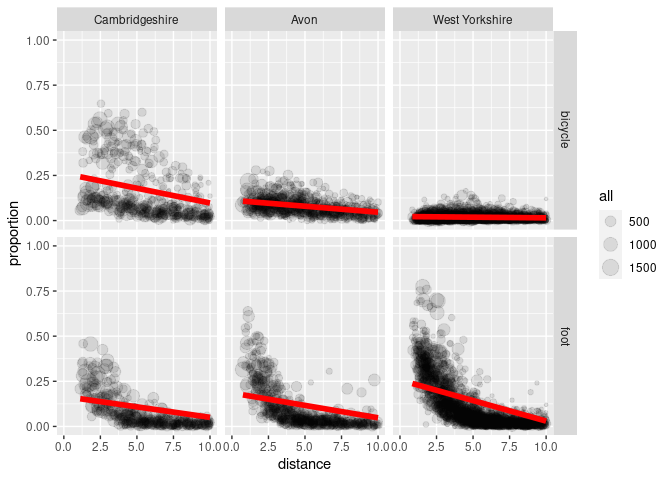 Cambridgeshire
Avon
West Yorkshire
1.00
0.75
0.50
0.25
0.00
bicycle
proportion
1.00
0.75
0.50
0.25
0.00
foot
0.0 2.5 5.0 7.5 10.0
0.0 2.5 5.0 7.5 10.0
0.0 2.5 5.0 7.5 10.0
distance
all
500
1000
1500